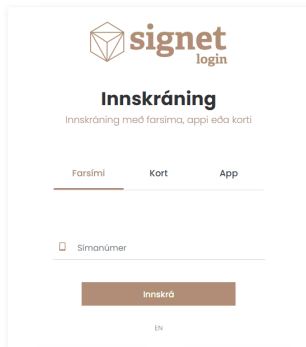 signet
login
Innskráning
Innskráning með farsíma, appi eða korti
Farsími Kort App
Símanúmer
Innskrá
EN